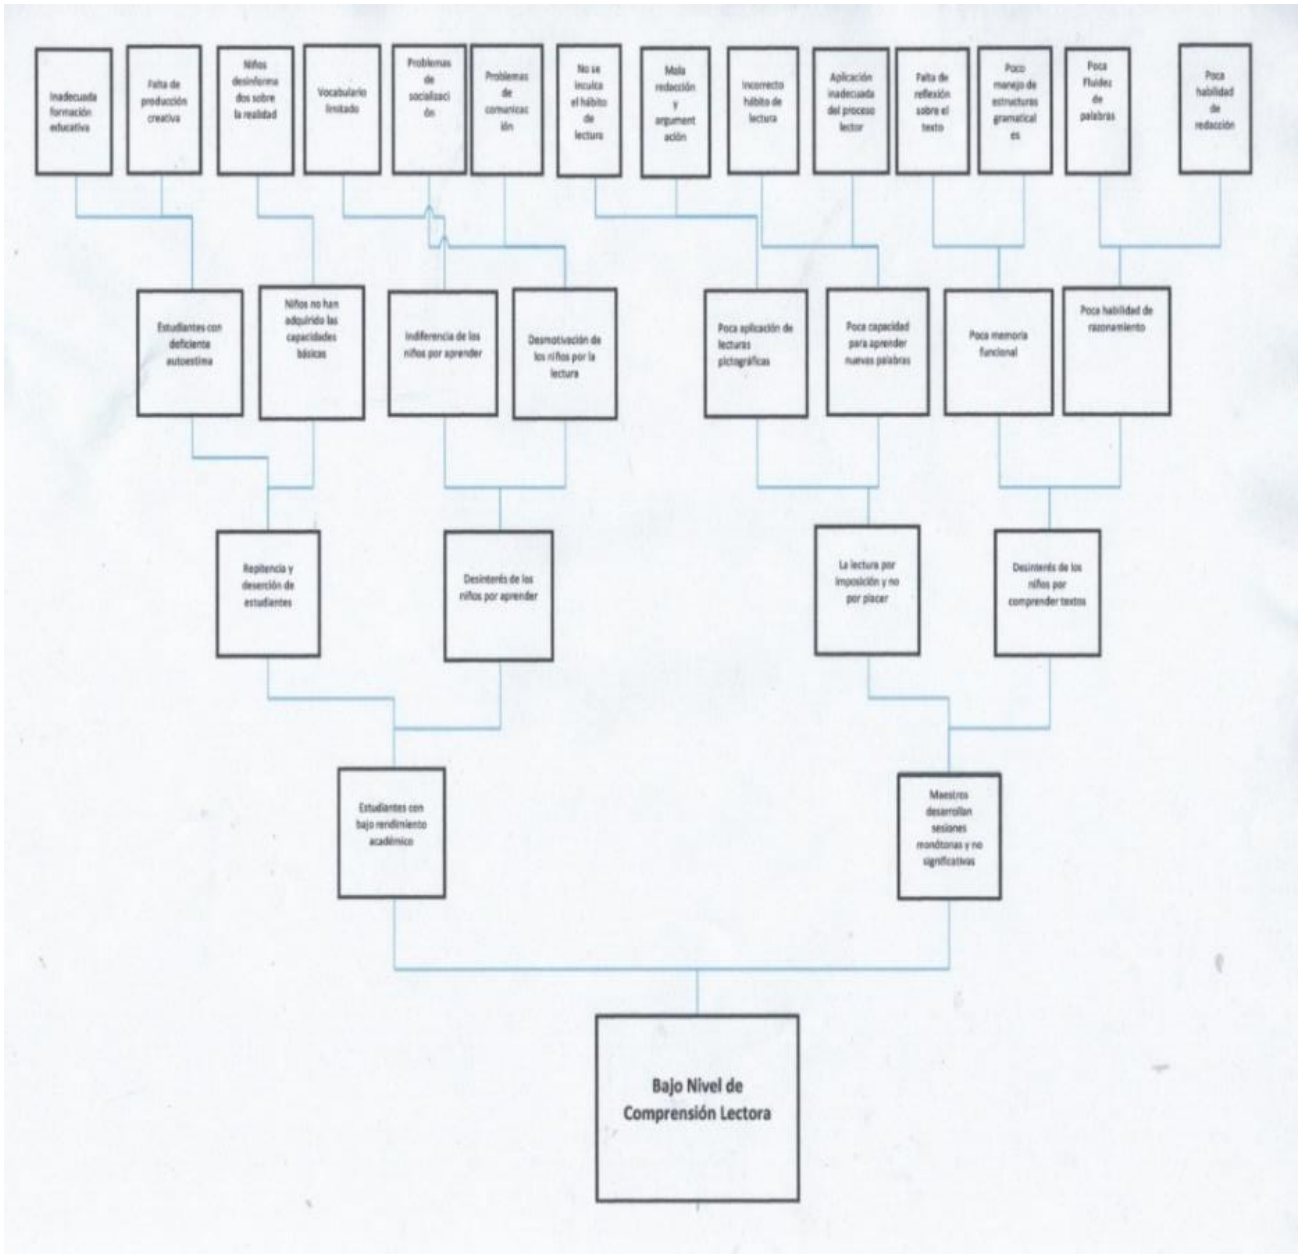 Inadecuada
formación
educativa
Falta de
producción
creativa
Niños
desinforma
dos sobre
la realidad
Vocabulario
limitado
Problemas
de
socializaci
ón
Problemas
de
comunicac
ión
No se
inculca
el hábito
de
lectura
Mala
redacción
y
argument
ación
Incorrecto
hábito de
lectura
Aplicación
inadecuada
del proceso
lector
Falta de
reflexión
sobre el
texto
Poco
manejo de
estructuras
gramatical
es
Poca
Fluidez
de
palabras
Poca
habilidad
de
redacción
Estudiantes con
deficiente
autoestima
Niños no han
adquirido las
capacidades
básicas
Indiferencia de los
niños por aprender
Desmotivación de
los niños por la
lectura
Poca aplicación de
lecturas
pictográficas
Poca capacidad
para aprender
nuevas palabras
Poca memoria
funcional
Poca habilidad de
razonamiento
Repitencia y
deserción de
estudiantes
Desinterés de los
niños por aprender
La lectura por
imposición y no
por placer
Desinterés de los
niños por
comprender textos
Estudiantes con
bajo rendimiento
académico
Maestros
desarrollan
sesiones
monótonas y no
significativas
Bajo Nivel de
Comprensión Lectora